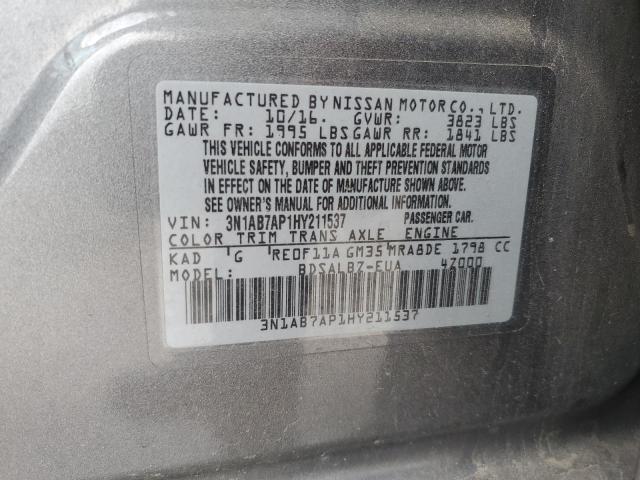 MANUFACTURED BY NISSAN MOTOR CO., LTD.
DATE: 10/16. GVWR: 3823 LBS
GAWR FR: 1995 LBS GAWR RR: 1841 LBS
THIS VEHICLE CONFORMS TO ALL APPLICABLE FEDERAL MOTOR
VEHICLE SAFETY, BUMPER AND THEFT PREVENTION STANDARDS
IN EFFECT ON THE DATE OF MANUFACTURE SHOWN ABOVE.
SEE OWNER'S MANUAL FOR ADDITIONAL INFORMATION.
VIN: 3N1AB7AP1HY211537 PASSENGER CAR.
COLOR TRIM TRANS AXLE ENGINE
KAD G RE0F11A GM35 MRA8DE 1798 CC
MODEL: BDSALBZ-EUA 4Z000
3N1AB7AP1HY211537